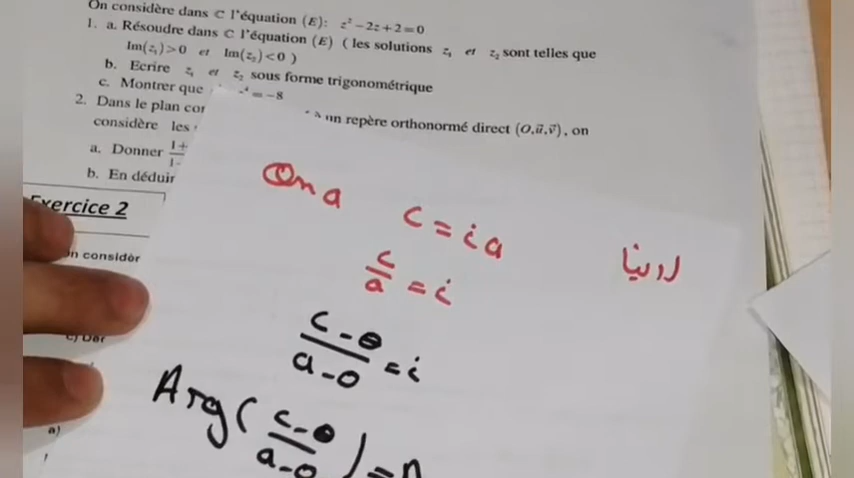 On considère dans ℂ l'équation (E): z² − 2z + 2 = 0
1. a. Résoudre dans ℂ l'équation (E) ( les solutions z₁ et z₂ sont telles que
Im(z₁)>0 et Im(z₂)<0 )
b. Ecrire z₁ et z₂ sous forme trigonométrique
c. Montrer que ⁴ = −8
2. Dans le plan un repère orthonormé direct (O,u⃗,v⃗), on
considère les
a. Donner
b. En déduir
Exercice 2
On a
c = ia
لدينا
c/a = i
(c-0)/(a-0) = i
Arg((c-0)/(a-0)) =
a)